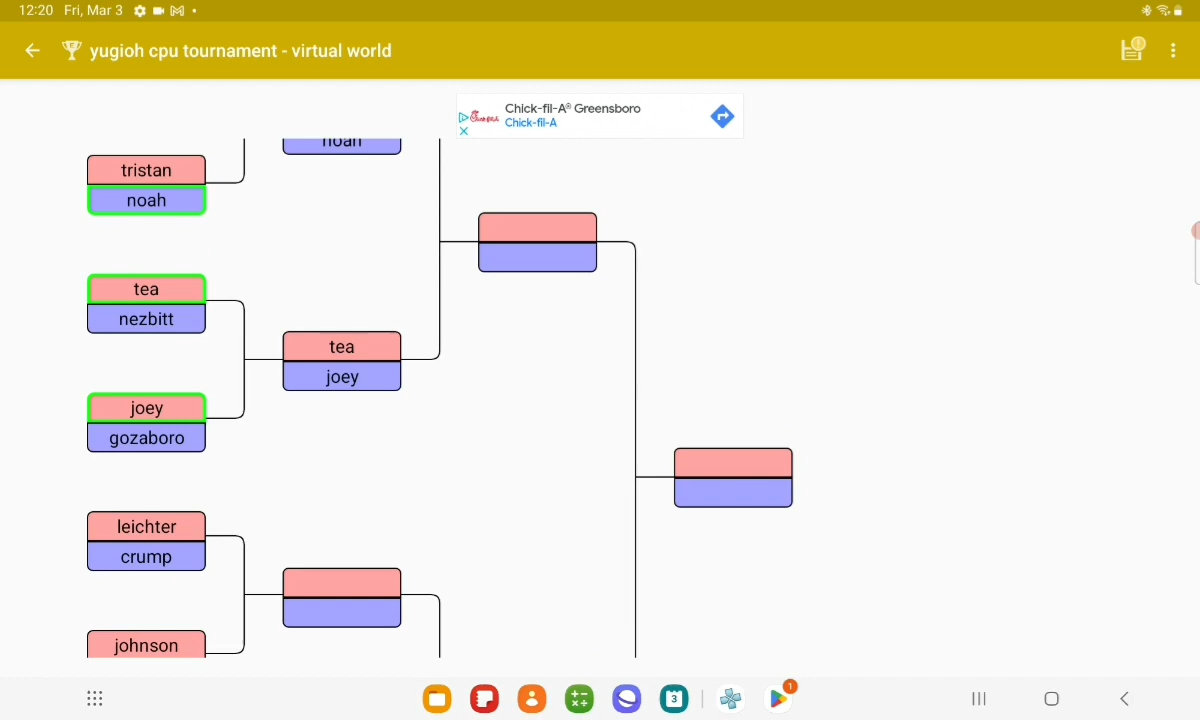 12:20 Fri, Mar 3
yugioh cpu tournament - virtual world
Chick-fil-A® Greensboro
Chick-fil-A
noah
tristan
noah
tea
nezbitt
tea
joey
joey
gozaboro
leichter
crump
johnson
3
1